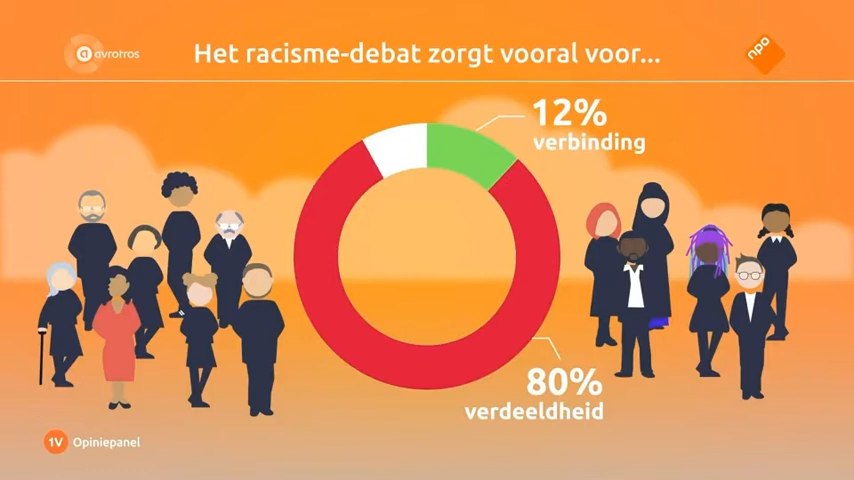 avrotros
Het racisme-debat zorgt vooral voor...
npo
12%
verbinding
80%
verdeeldheid
1V Opiniepanel